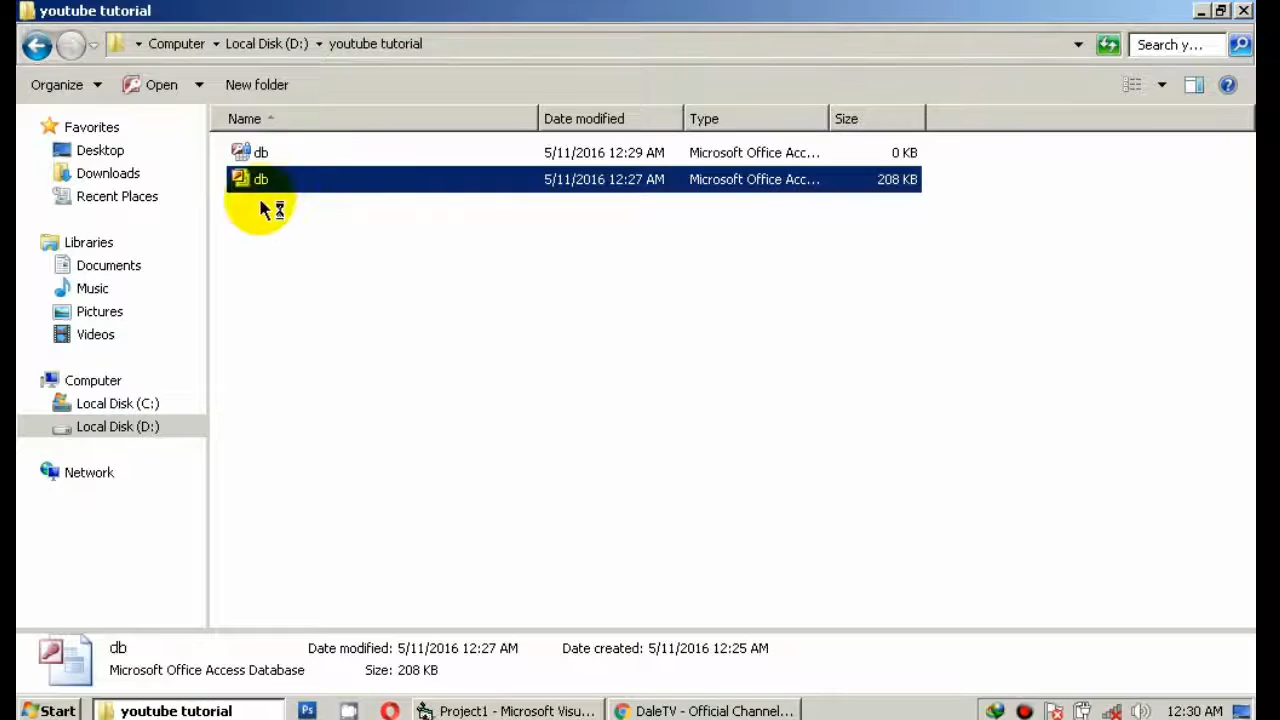 youtube tutorial
Computer Local Disk (D:) youtube tutorial
Search y...
Organize Open New folder
Name Date modified Type Size
Favorites
Desktop
Downloads
Recent Places
Libraries
Documents
Music
Pictures
Videos
Computer
Local Disk (C:)
Local Disk (D:)
Network
db 5/11/2016 12:29 AM Microsoft Office Acc... 0 KB
db 5/11/2016 12:27 AM Microsoft Office Acc... 208 KB
db Date modified: 5/11/2016 12:27 AM Date created: 5/11/2016 12:25 AM
Microsoft Office Access Database Size: 208 KB
Start youtube tutorial Ps Project1 - Microsoft Visu... DaleTV - Official Channel... 12:30 AM